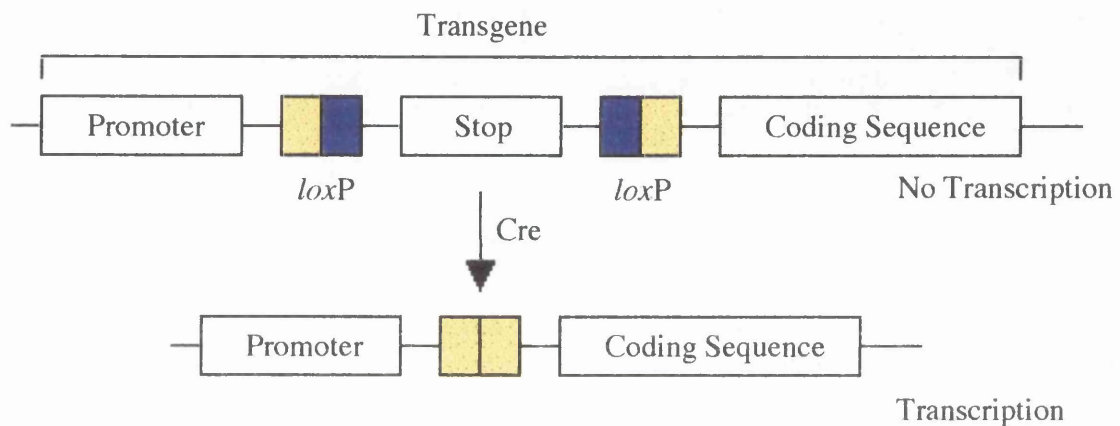 Transgene
Promoter Stop Coding Sequence
loxP loxP No Transcription
Cre
Promoter Coding Sequence
Transcription